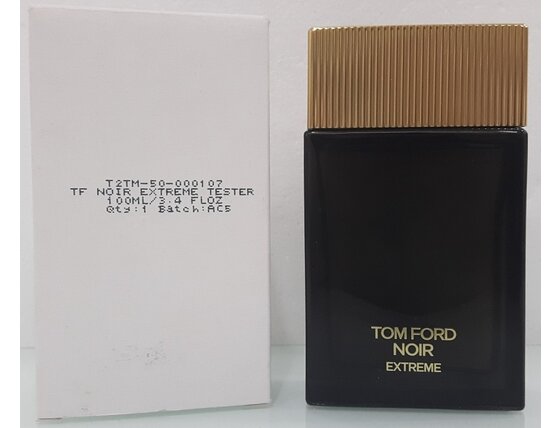 T2TM-50-000107
TF NOIR EXTREME TESTER
100ML/3.4 FLOZ
Qty:1 Batch:AC5
TOM FORD
NOIR
EXTREME